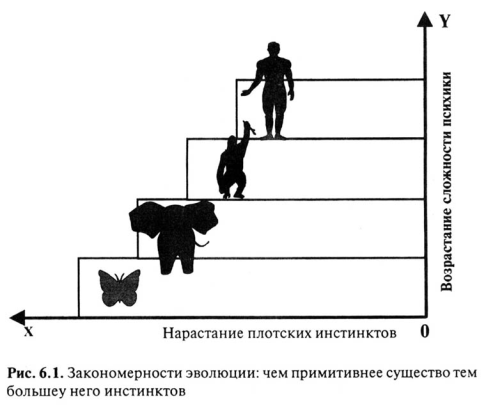 Y
Возрастание сложности психики
X
Нарастание плотских инстинктов
0
Рис. 6.1. Закономерности эволюции: чем примитивнее существо тем
большеу него инстинктов